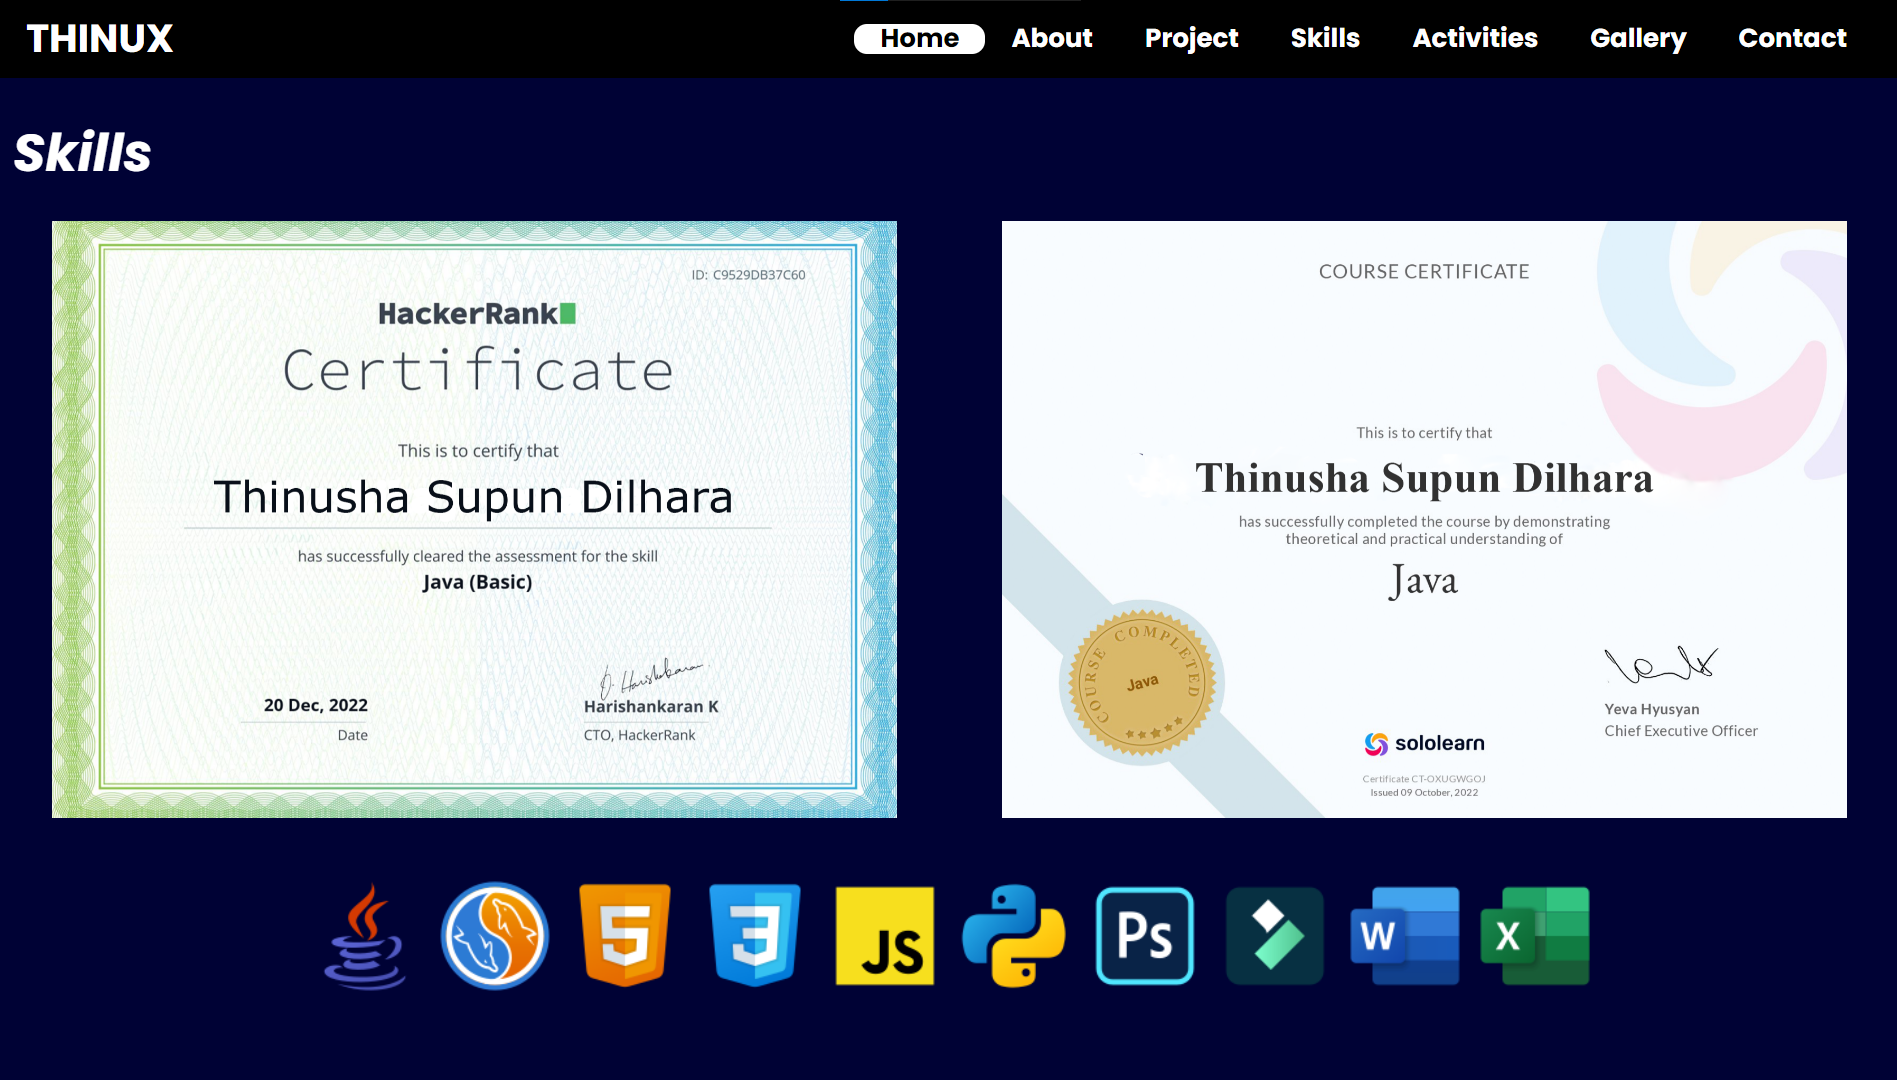 THINUX
Home About Project Skills Activities Gallery Contact
Skills
ID: C9529DB37C60
HackerRank
Certificate
This is to certify that
Thinusha Supun Dilhara
has successfully cleared the assessment for the skill
Java (Basic)
20 Dec, 2022
Date
Harishankaran K
CTO, HackerRank
COURSE CERTIFICATE
This is to certify that
Thinusha Supun Dilhara
has successfully completed the course by demonstrating
theoretical and practical understanding of
Java
COURSE COMPLETED
Java
Yeva Hyusyan
Chief Executive Officer
sololearn
Certificate CT-OXUGWGOJ
Issued 09 October, 2022
5
3
JS
Ps
W
X